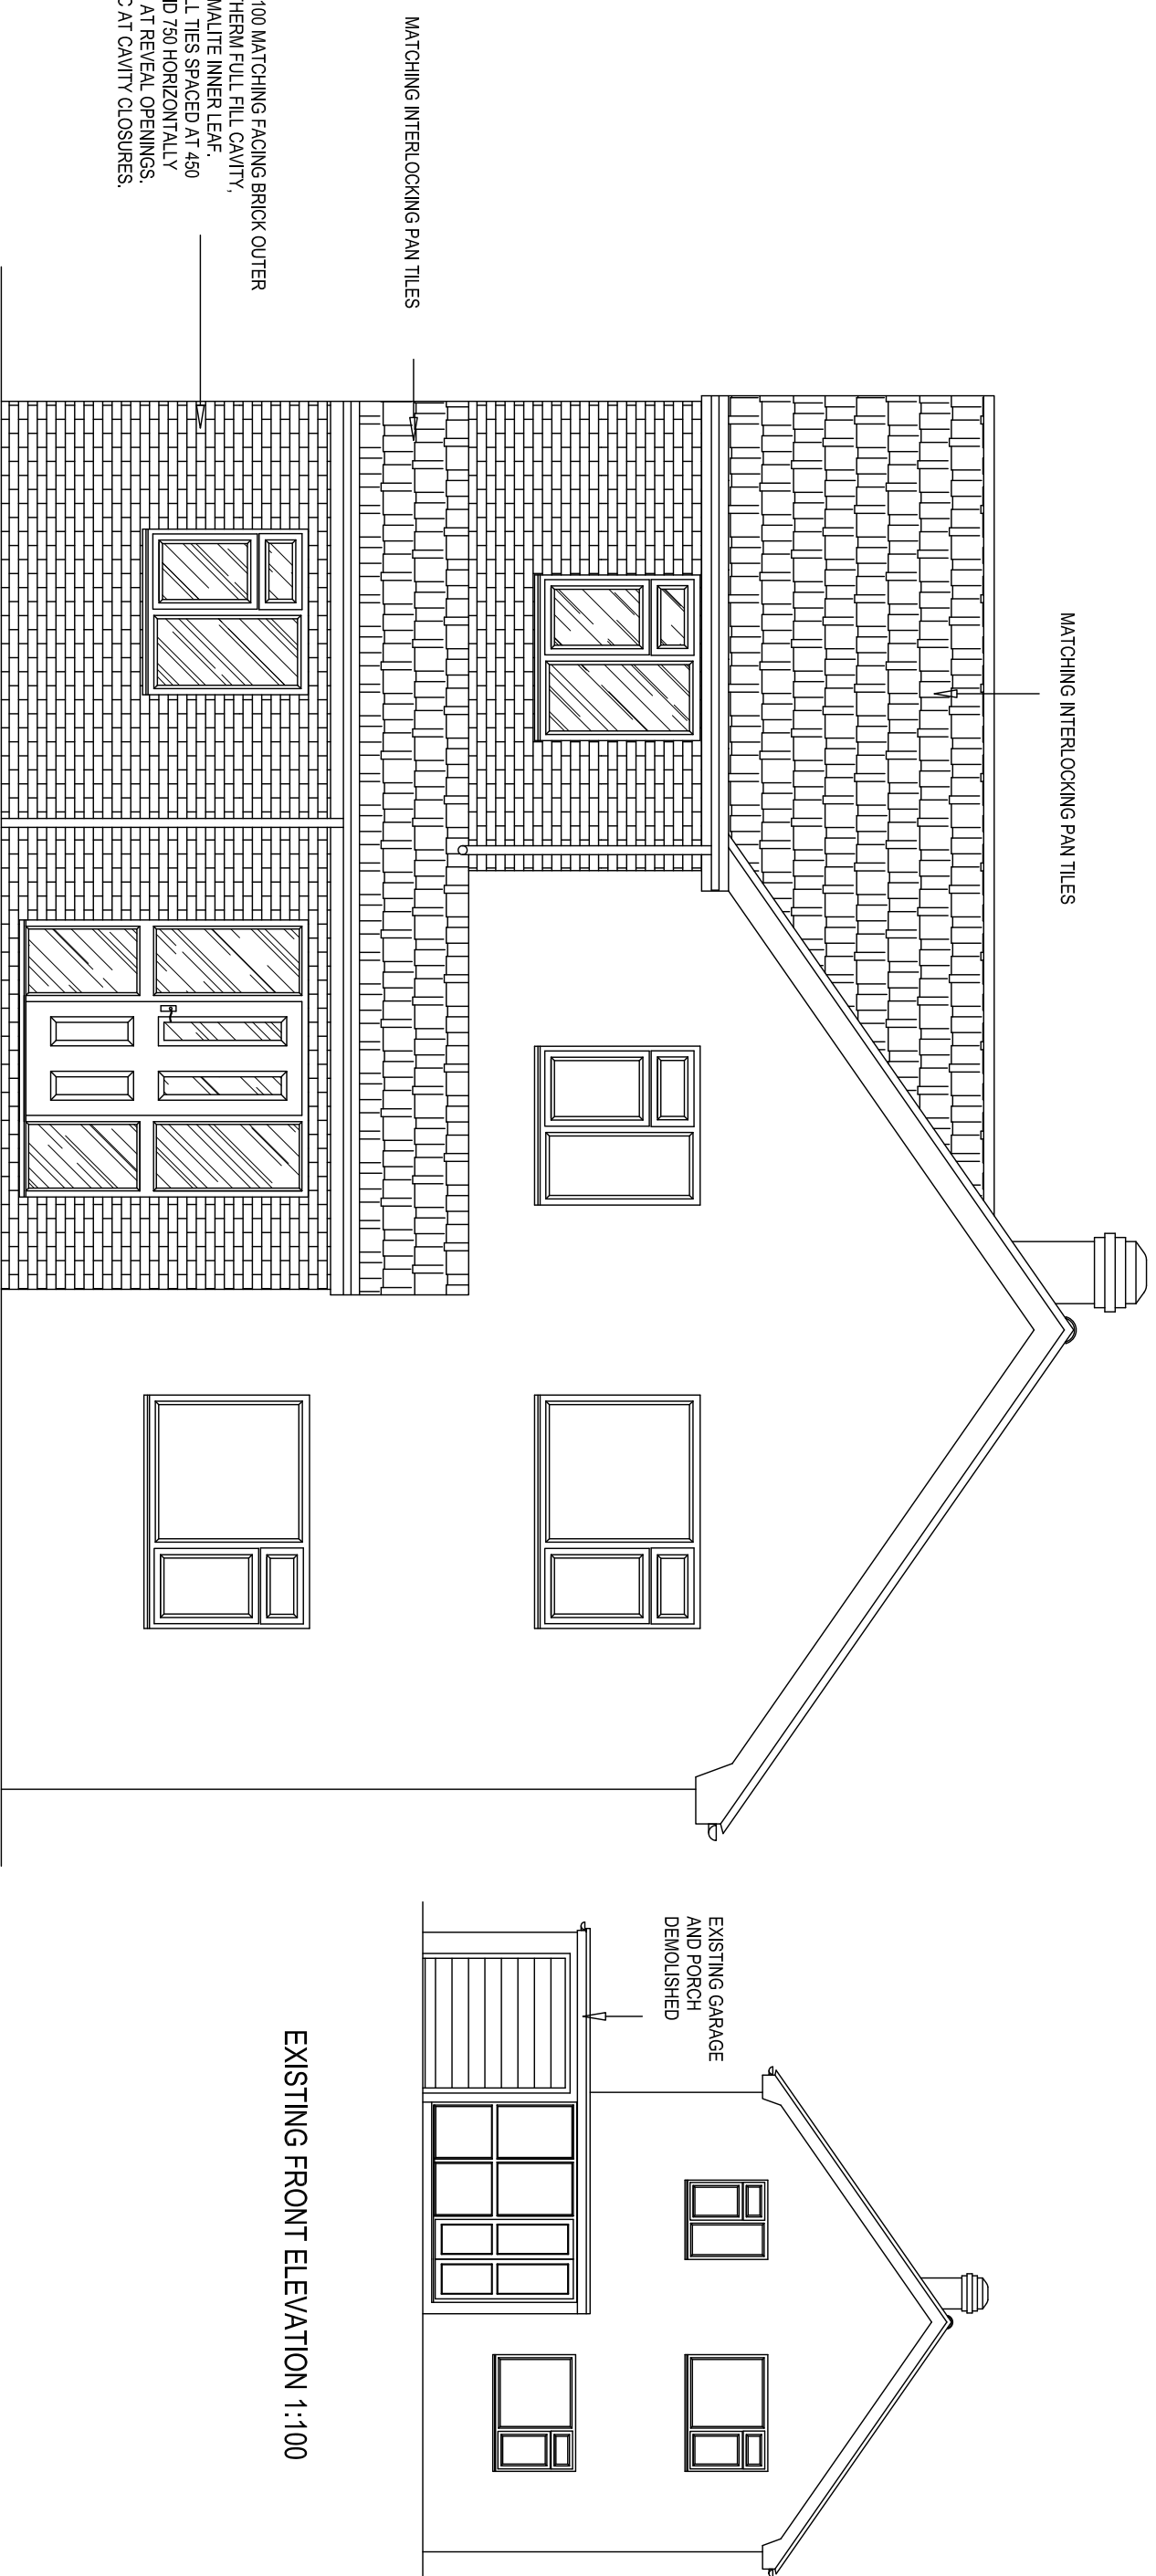 MATCHING INTERLOCKING PAN TILES
MATCHING INTERLOCKING PAN TILES
100 MATCHING FACING BRICK OUTER
FULL FILL CAVITY,
INNER LEAF.
TIES SPACED AT 450
750 HORIZONTALLY
AT REVEAL OPENINGS.
AT CAVITY CLOSURES.
EXISTING GARAGE
AND PORCH
DEMOLISHED
EXISTING FRONT ELEVATION 1:100